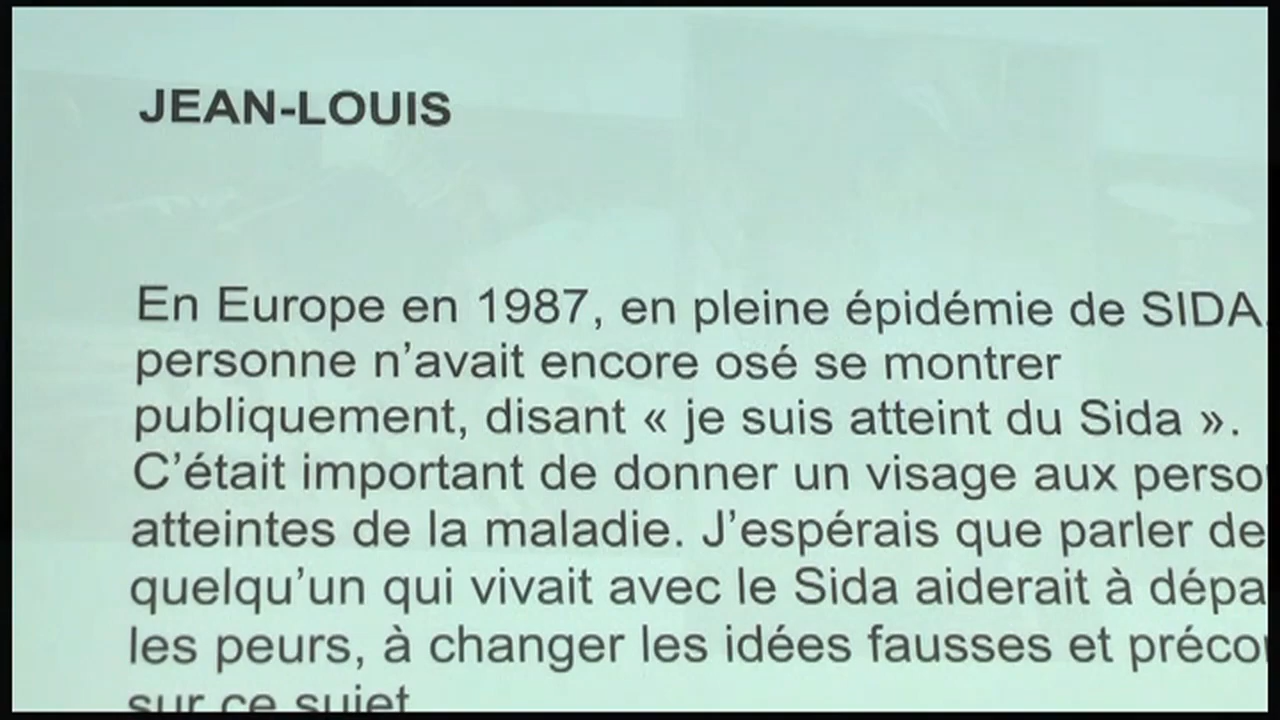 JEAN-LOUIS
En Europe en 1987, en pleine épidémie de SIDA,
personne n’avait encore osé se montrer
publiquement, disant « je suis atteint du Sida ».
C’était important de donner un visage aux perso
atteintes de la maladie. J’espérais que parler de
quelqu’un qui vivait avec le Sida aiderait à dépa
les peurs, à changer les idées fausses et préco
sur ce sujet